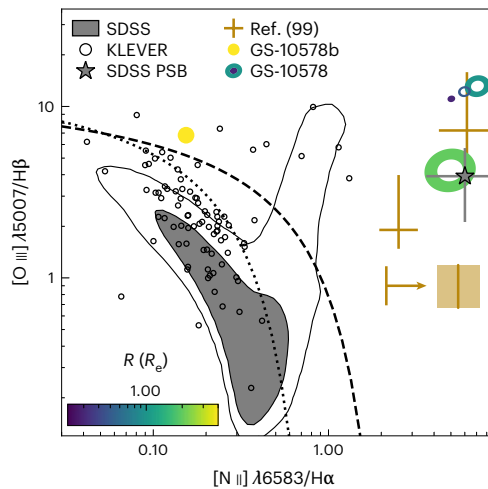 SDSS
KLEVER
SDSS PSB
Ref. (99)
GS-10578b
GS-10578
10
1
[O III] λ5007/Hβ
R (Rₑ)
1.00
0.10
1.00
[N II] λ6583/Hα